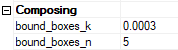 Composing
bound_boxes_k 0.0003
bound_boxes_n 5